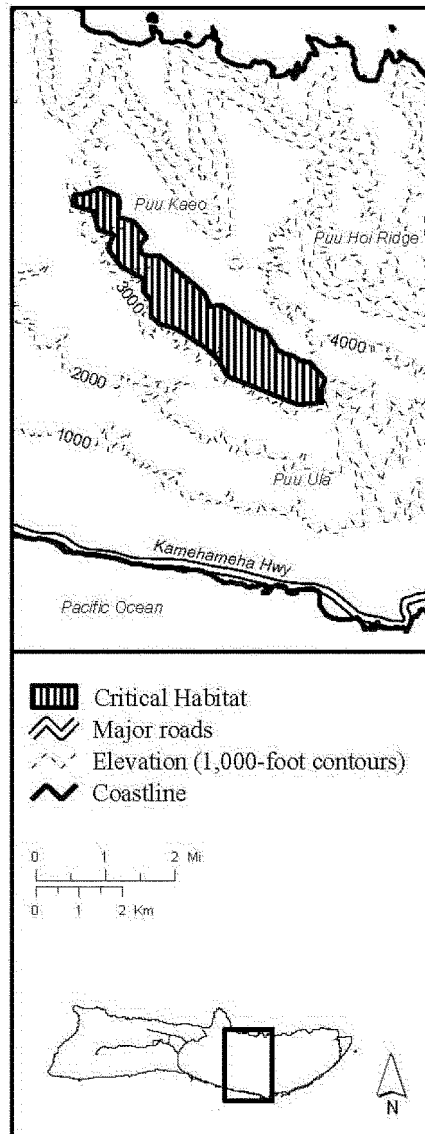 Puu Kaeo
Puu Hoi Ridge
3000
4000
2000
1000
Puu Ula
Kamehameha Hwy
Pacific Ocean
Critical Habitat
Major roads
Elevation (1,000-foot contours)
Coastline
0 1 2 Mi
0 1 2 Km
N